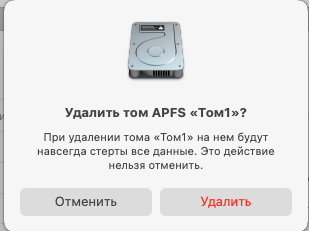 Удалить том APFS «Том1»?
При удалении тома «Том1» на нем будут
навсегда стерты все данные. Это действие
нельзя отменить.
Отменить
Удалить